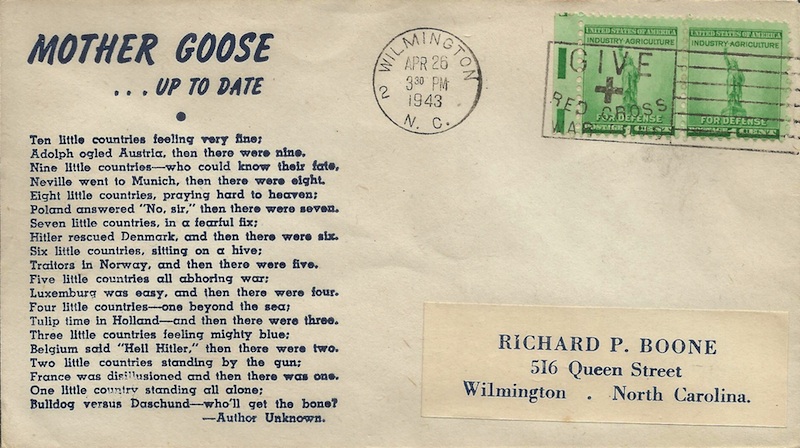 MOTHER GOOSE
. . . UP TO DATE
Ten little countries feeling very fine;
Adolph ogled Austria, then there were nine.
Nine little countries—who could know their fate,
Neville went to Munich, then there were eight.
Eight little countries, praying hard to heaven;
Poland answered "No, sir," then there were seven.
Seven little countries, in a fearful fix;
Hitler rescued Denmark, and then there were six.
Six little countries, sitting on a hive;
Traitors in Norway, and then there were five.
Five little countries all abhoring war;
Luxemburg was easy, and then there were four.
Four little countries—one beyond the sea;
Tulip time in Holland—and then there were three.
Three little countries feeling mighty blue;
Belgium said "Hell Hitler," then there were two.
Two little countries standing by the gun;
France was disillusioned and then there was one.
One little country standing all alone;
Bulldog versus Daschund—who'll get the bone?
—Author Unknown.
WILMINGTON
APR 26
3 30 PM
1943
2
N. C.
UNITED STATES OF AMERICA
INDUSTRY·AGRICULTURE
FOR DEFENSE
POSTAGE 1 CENT
UNITED STATES OF AMERICA
INDUSTRY·AGRICULTURE
FOR DEFENSE
POSTAGE 1 CENT
GIVE
RED CROSS
RICHARD P. BOONE
516 Queen Street
Wilmington . North Carolina.